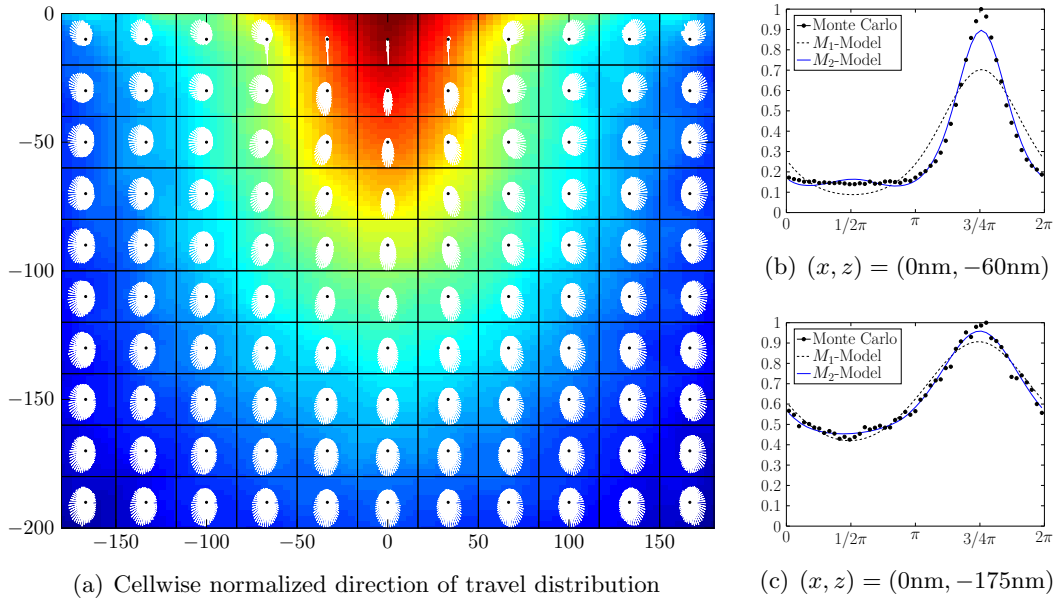 0
−50
−100
−150
−200
−150 −100 −50 0 50 100 150
(a) Cellwise normalized direction of travel distribution
1
0.9
0.8
0.7
0.6
0.5
0.4
0.3
0.2
0.1
0
Monte Carlo
M₁-Model
M₂-Model
0 1/2π π 3/4π 2π
(b) (x, z) = (0nm, −60nm)
1
0.9
0.8
0.7
0.6
0.5
0.4
0.3
0.2
0.1
0
Monte Carlo
M₁-Model
M₂-Model
0 1/2π π 3/4π 2π
(c) (x, z) = (0nm, −175nm)